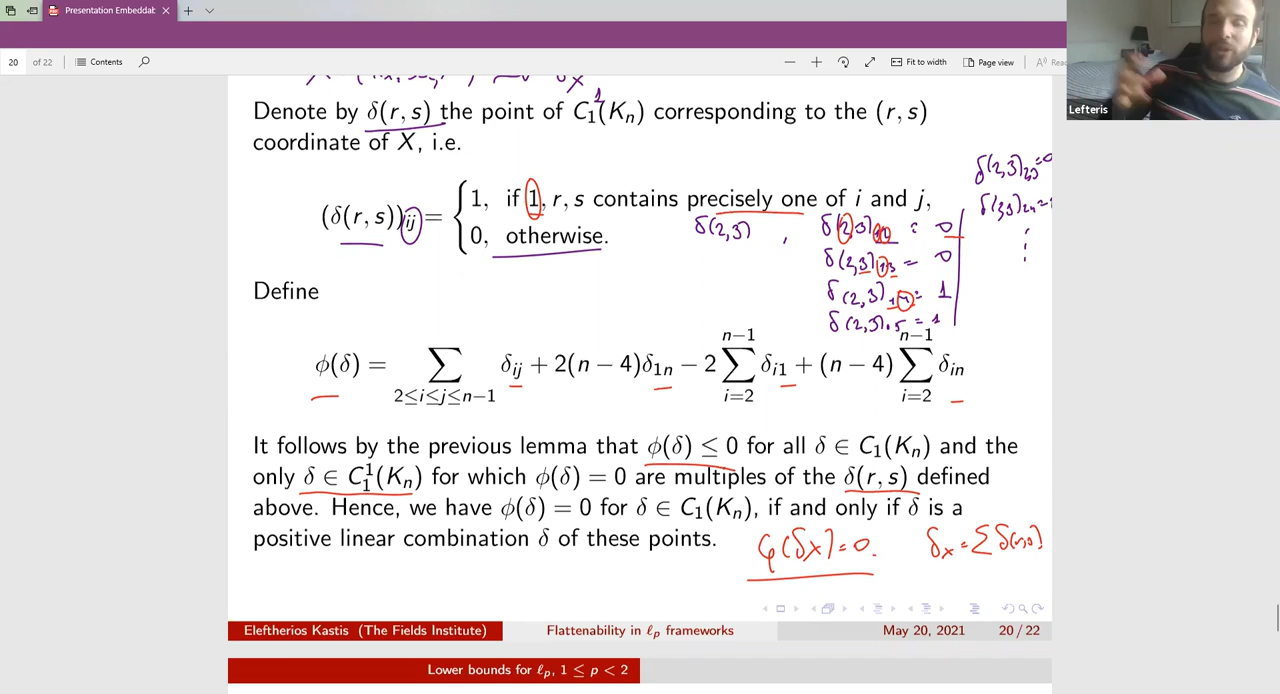 Presentation Embeddab
20 of 22 Contents Fit to width Page view
Lefteris
Denote by δ(r, s) the point of C₁¹(Kₙ) corresponding to the (r, s)
coordinate of X, i.e.
(δ(r, s))ᵢⱼ = { 1, if 1, r, s contains precisely one of i and j,
0, otherwise.
δ(2,3) , δ(2,3)₁₂ = 0
δ(2,3)₁₃ = 0
δ(2,3)₁₄ = 1
δ(2,3)₁₅ = 1
δ(2,3)₂₃ = 0
Define
ϕ(δ) = ∑_{2≤i≤j≤n−1} δᵢⱼ + 2(n − 4)δ₁ₙ − 2 ∑_{i=2}^{n−1} δᵢ₁ + (n − 4) ∑_{i=2}^{n−1} δᵢₙ
It follows by the previous lemma that ϕ(δ) ≤ 0 for all δ ∈ C₁(Kₙ) and the
only δ ∈ C₁¹(Kₙ) for which ϕ(δ) = 0 are multiples of the δ(r, s) defined
above. Hence, we have ϕ(δ) = 0 for δ ∈ C₁(Kₙ), if and only if δ is a
positive linear combination δ of these points.
φ(δx) = 0. δx = Σ δ(r,s)
Eleftherios Kastis (The Fields Institute) Flattenability in ℓₚ frameworks May 20, 2021 20 / 22
Lower bounds for ℓₚ, 1 ≤ p < 2